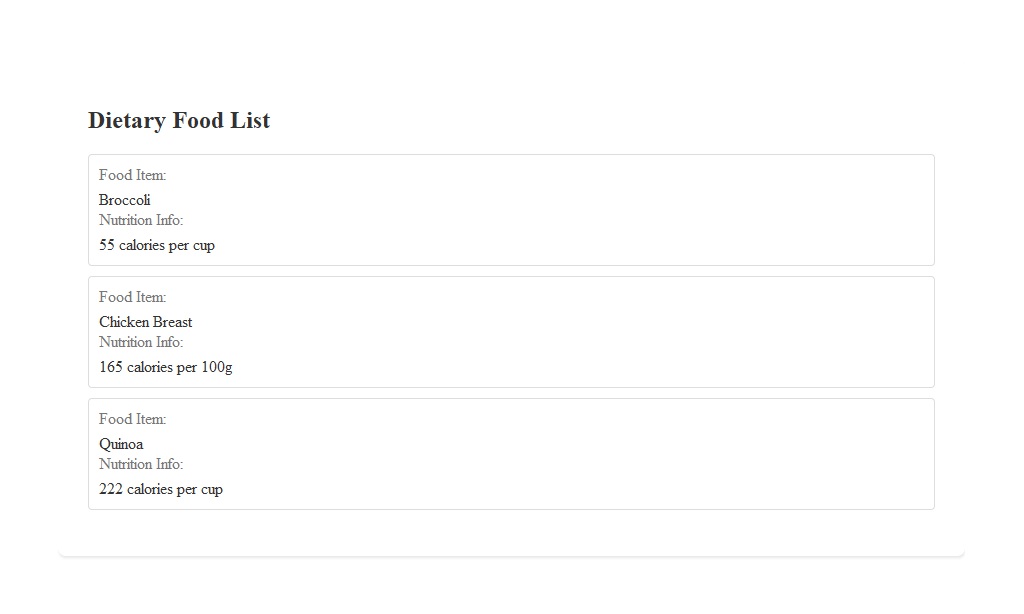 Dietary Food List
Food Item:
Broccoli
Nutrition Info:
55 calories per cup
Food Item:
Chicken Breast
Nutrition Info:
165 calories per 100g
Food Item:
Quinoa
Nutrition Info:
222 calories per cup